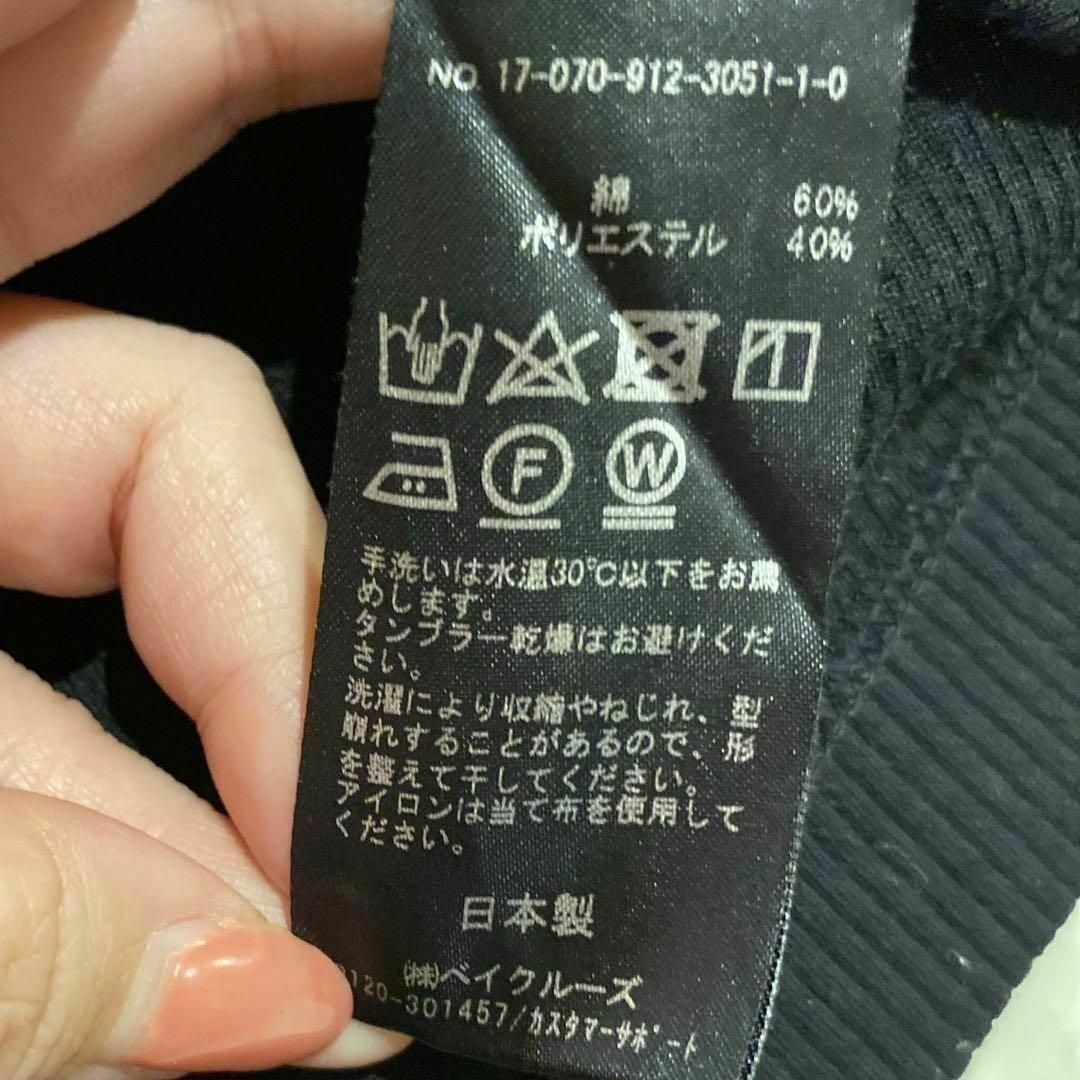 NO 17-070-912-3051-1-0
綿 60%
ポリエステル 40%
F W
手洗いは水温30℃以下をお薦
めします。
タンブラー乾燥はお避けくだ
さい。
洗濯により収縮やねじれ、型
崩れすることがあるので、形
を整えて干してください。
アイロンは当て布を使用して
ください。
日本製
㈱ベイクルーズ
120-301457/カスタマーサポート